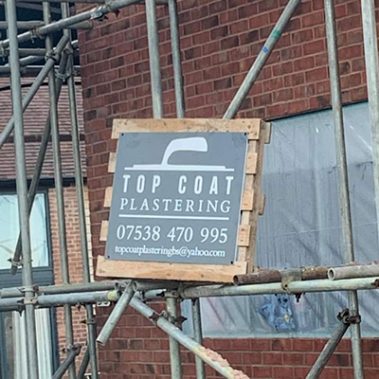 TOP COAT
PLASTERING
07538 470 995
topcoatplasteringbs@yahoo.com